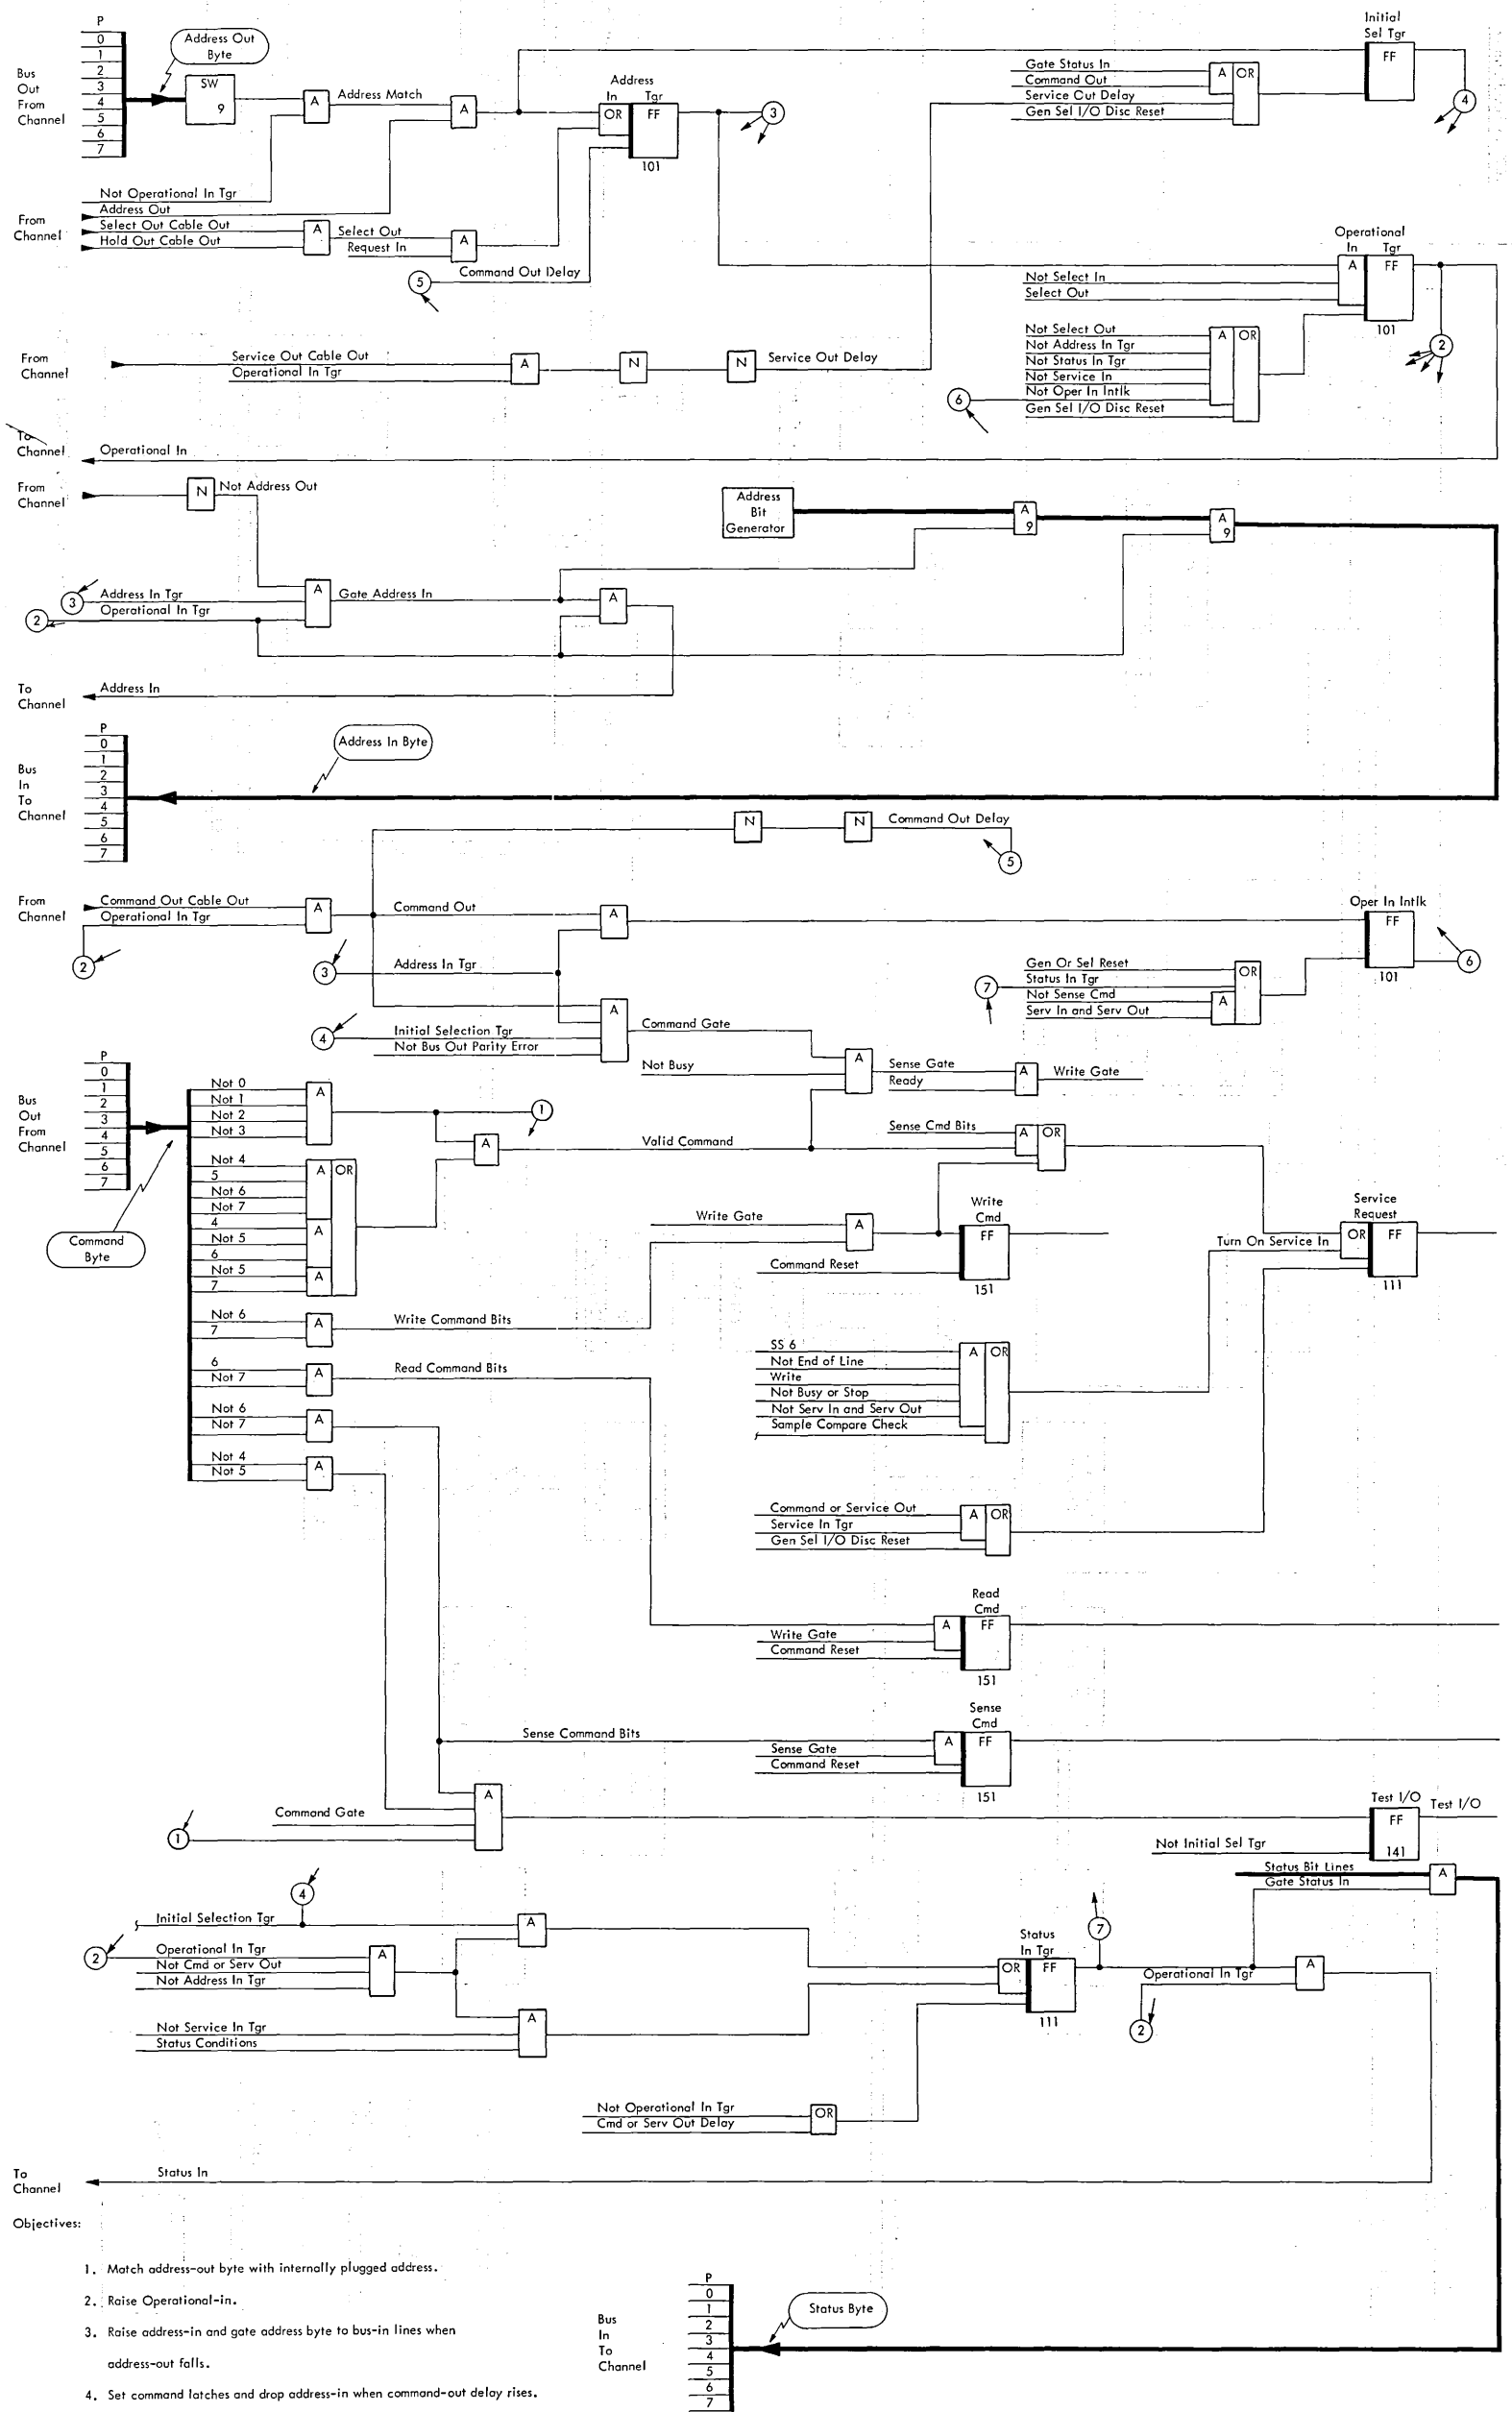 P
0
1
2
3
4
5
6
7
Bus
Out
From
Channel
Address Out
Byte
SW
9
A
Address Match
A
Address
In Tgr
OR FF
101
3
Initial
Sel Tgr
FF
4
Gate Status In
Command Out
Service Out Delay
Gen Sel I/O Disc Reset
A OR
Not Operational In Tgr
Address Out
From
Channel
Select Out Cable Out
Hold Out Cable Out
A
Select Out
Request In
A
5
Command Out Delay
Operational
In Tgr
A FF
101
2
Not Select In
Select Out
Not Select Out
Not Address In Tgr
Not Status In Tgr
Not Service In
Not Oper In Intlk
Gen Sel I/O Disc Reset
A OR
6
From
Channel
Service Out Cable Out
Operational In Tgr
A
N
N
Service Out Delay
To
Channel
Operational In
From
Channel
N
Not Address Out
Address
Bit
Generator
A
9
A
9
3
Address In Tgr
2
Operational In Tgr
A
Gate Address In
A
To
Channel
Address In
P
0
1
2
3
4
5
6
7
Bus
In
To
Channel
Address In Byte
N
N
Command Out Delay
5
From
Channel
Command Out Cable Out
Operational In Tgr
A
Command Out
A
2
3
Address In Tgr
Oper In Intlk
FF
101
6
7
Gen Or Sel Reset
Status In Tgr
Not Sense Cmd
Serv In and Serv Out
OR
A
4
Initial Selection Tgr
Not Bus Out Parity Error
A
Command Gate
Not Busy
A
Sense Gate
Ready
A
Write Gate
P
0
1
2
3
4
5
6
7
Bus
Out
From
Channel
Command
Byte
Not 0
Not 1
Not 2
Not 3
A
1
Not 4
5
Not 6
Not 7
4
Not 5
6
Not 5
7
A OR
A
A
A
Valid Command
Sense Cmd Bits
A OR
Write Gate
A
Write
Cmd
FF
151
Command Reset
Service
Request
OR FF
111
Turn On Service In
Not 6
7
A
Write Command Bits
6
Not 7
A
Read Command Bits
Not 6
Not 7
A
Not 4
Not 5
A
SS 6
Not End of Line
Write
Not Busy or Stop
Not Serv In and Serv Out
Sample Compare Check
A OR
Command or Service Out
Service In Tgr
Gen Sel I/O Disc Reset
A OR
Read
Cmd
A FF
151
Write Gate
Command Reset
Sense
Cmd
A FF
151
Sense Command Bits
Sense Gate
Command Reset
Command Gate
1
A
Test I/O
FF
141
Test I/O
Not Initial Sel Tgr
Status Bit Lines
Gate Status In
A
4
Initial Selection Tgr
A
2
Operational In Tgr
Not Cmd or Serv Out
Not Address In Tgr
A
Not Service In Tgr
Status Conditions
A
Status
In Tgr
OR FF
111
7
Operational In Tgr
A
2
Not Operational In Tgr
Cmd or Serv Out Delay
OR
To
Channel
Status In
Objectives:
1. Match address-out byte with internally plugged address.
2. Raise Operational-in.
3. Raise address-in and gate address byte to bus-in lines when
address-out falls.
4. Set command latches and drop address-in when command-out delay rises.
Bus
In
To
Channel
P
0
1
2
3
4
5
6
7
Status Byte